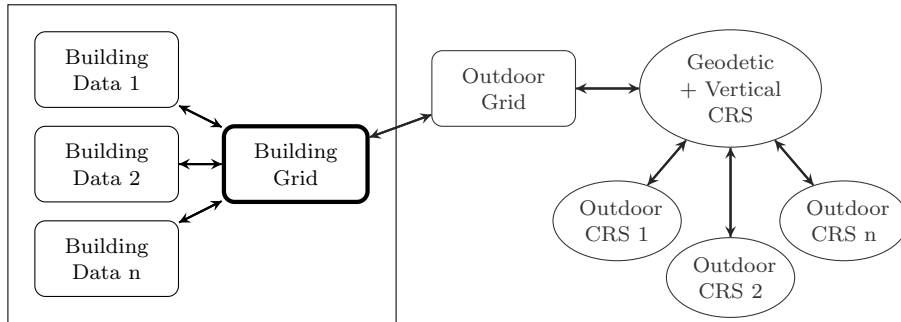 Building
Data 1
Building
Data 2
Building
Data n
Building
Grid
Outdoor
Grid
Geodetic
+ Vertical
CRS
Outdoor
CRS 1
Outdoor
CRS 2
Outdoor
CRS n